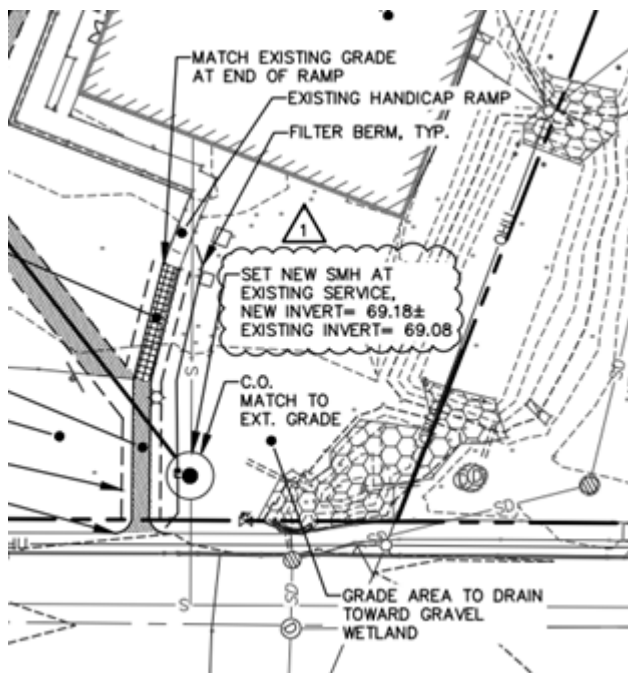 MATCH EXISTING GRADE
AT END OF RAMP
EXISTING HANDICAP RAMP
FILTER BERM, TYP.
OHU
1
SET NEW SMH AT
EXISTING SERVICE,
NEW INVERT= 69.18±
EXISTING INVERT= 69.08
S
C.O.
MATCH TO
EXT. GRADE
SD
SD
SD
S
GRADE AREA TO DRAIN
TOWARD GRAVEL
WETLAND